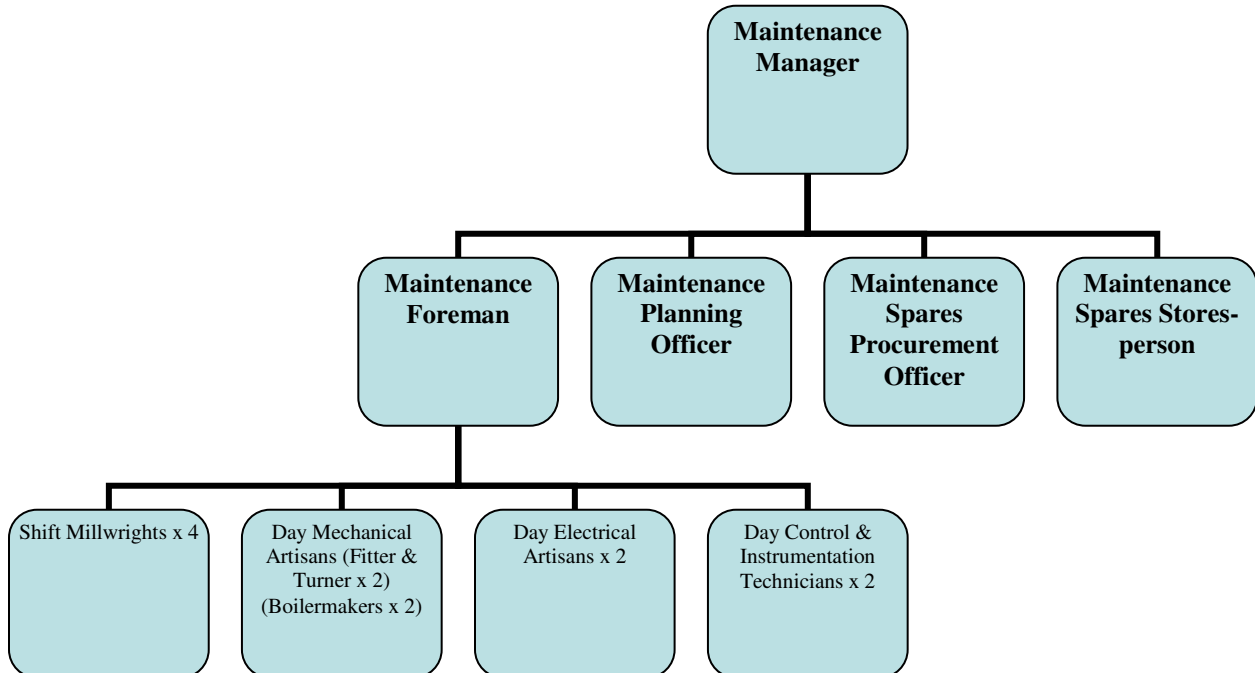 Maintenance
Manager
Maintenance
Foreman
Maintenance
Planning
Officer
Maintenance
Spares
Procurement
Officer
Maintenance
Spares Stores-
person
Shift Millwrights x 4
Day Mechanical
Artisans (Fitter &
Turner x 2)
(Boilermakers x 2)
Day Electrical
Artisans x 2
Day Control &
Instrumentation
Technicians x 2